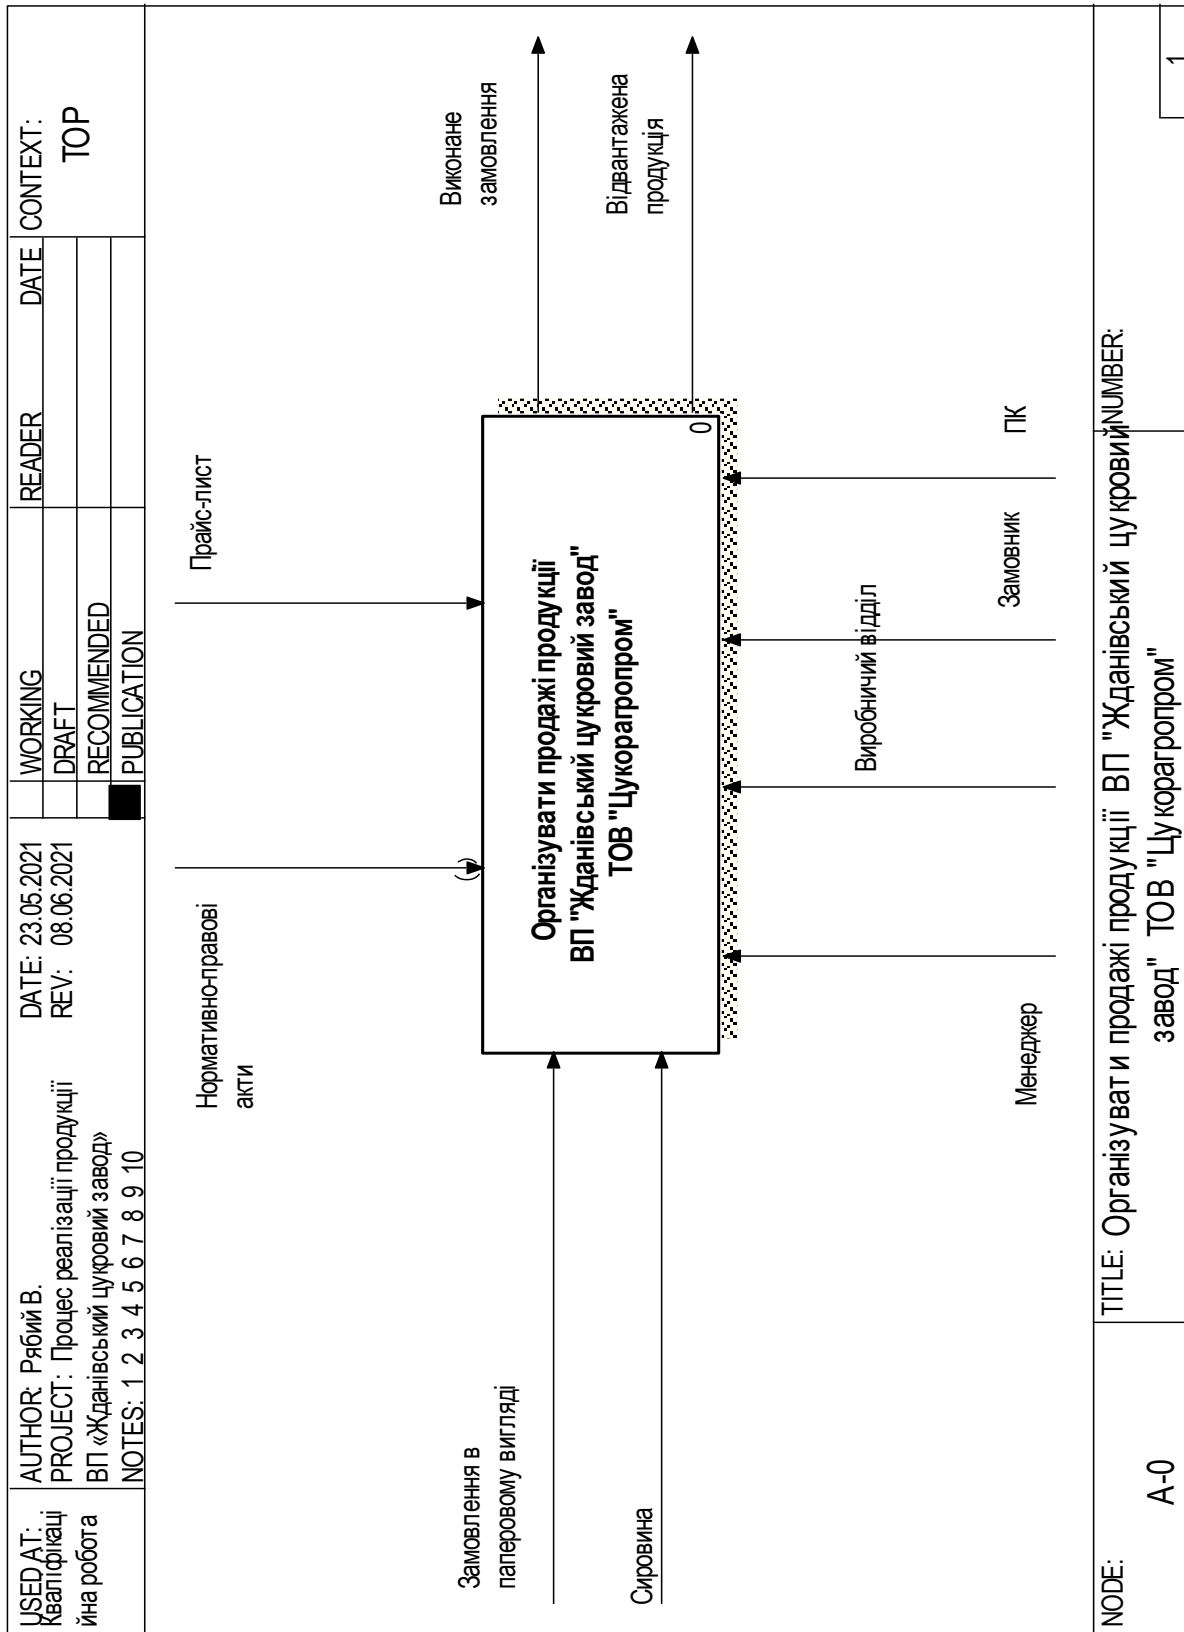 USED AT:
Кваліфікаці
йна робота
AUTHOR: Рябий В.
PROJECT: Процес реалізації продукції
ВП «Жданівський цукровий завод»
NOTES: 1 2 3 4 5 6 7 8 9 10
DATE: 23.05.2021
REV: 08.06.2021
WORKING
DRAFT
RECOMMENDED
PUBLICATION
READER DATE
CONTEXT:
TOP
Нормативно-правові
акти
Прайс-лист
Замовлення в
паперовому вигляді
Сировина
Організувати продажі продукції
ВП "Жданівський цукровий завод"
ТОВ "Цукорагропром"
0
Виконане
замовлення
Відвантажена
продукція
Менеджер
Виробничий відділ
Замовник
ПК
NODE:
A-0
TITLE: Організувати продажі продукції ВП "Жданівський цукровий
завод" ТОВ "Цукорагропром"
NUMBER:
1